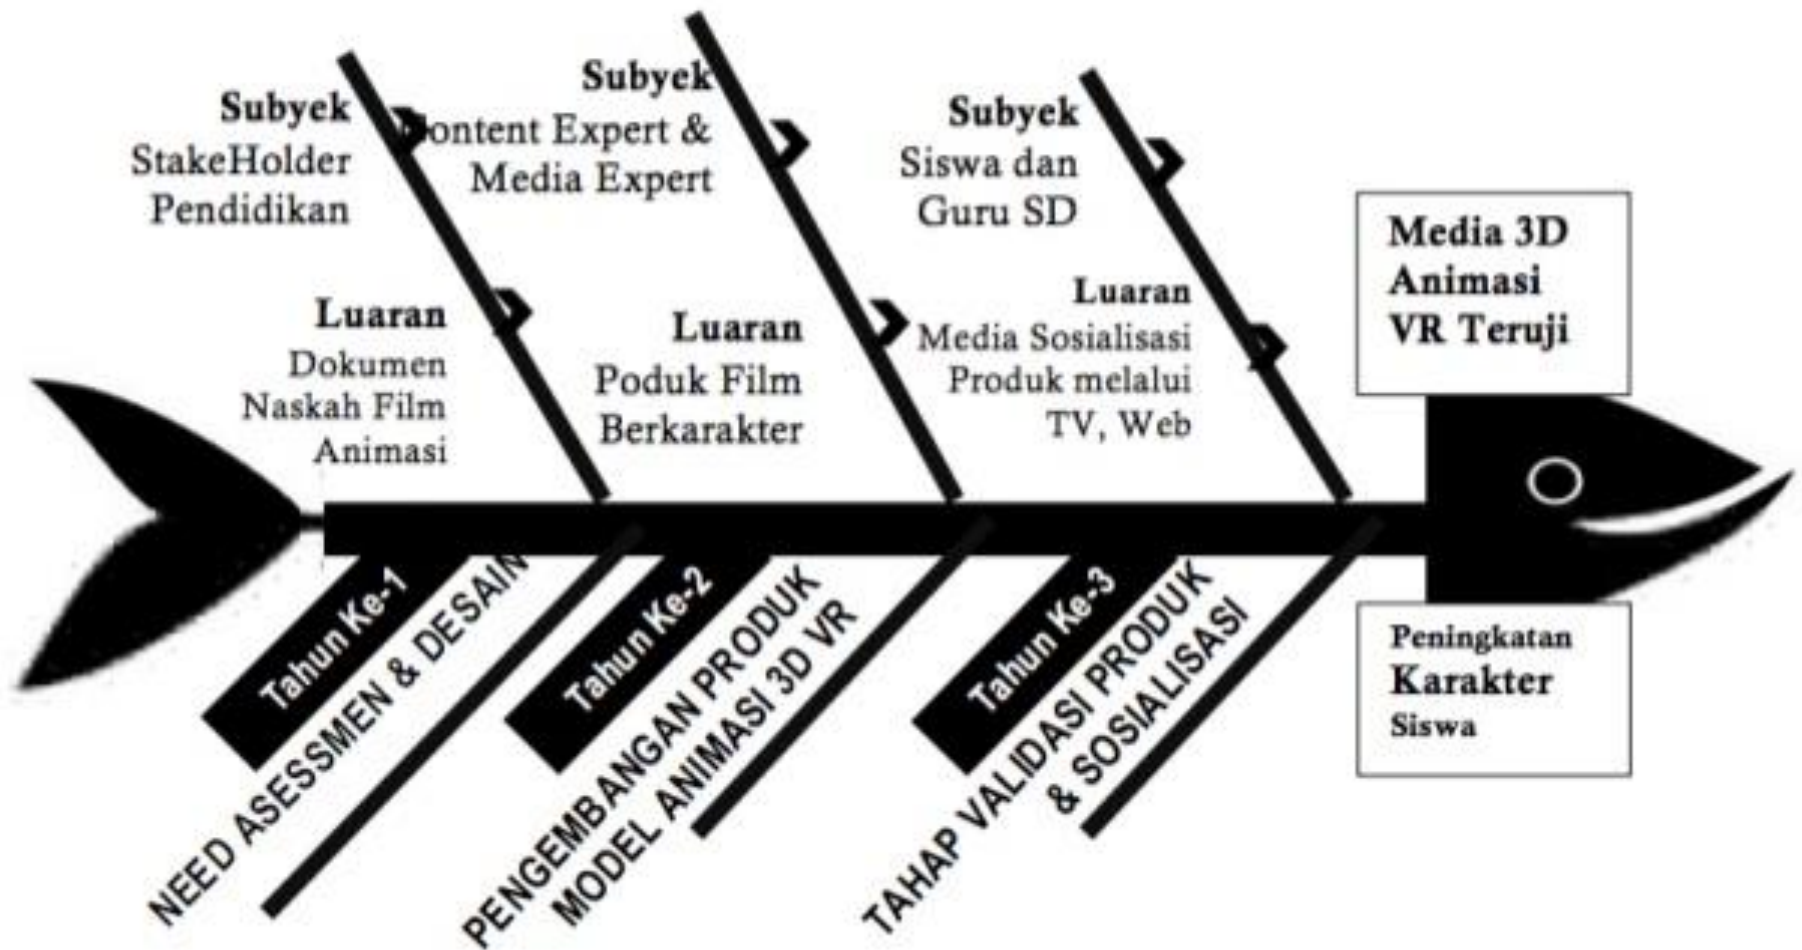 Subyek
StakeHolder
Pendidikan
Luaran
Dokumen
Naskah Film
Animasi
Subyek
Content Expert &
Media Expert
Luaran
Poduk Film
Berkarakter
Subyek
Siswa dan
Guru SD
Luaran
Media Sosialisasi
Produk melalui
TV, Web
Media 3D
Animasi
VR Teruji
Tahun Ke-1
NEED ASESSMEN & DESAIN
Tahun Ke-2
PENGEMBANGAN PRODUK
MODEL ANIMASI 3D VR
Tahun Ke-3
TAHAP VALIDASI PRODUK
& SOSIALISASI
Peningkatan
Karakter
Siswa